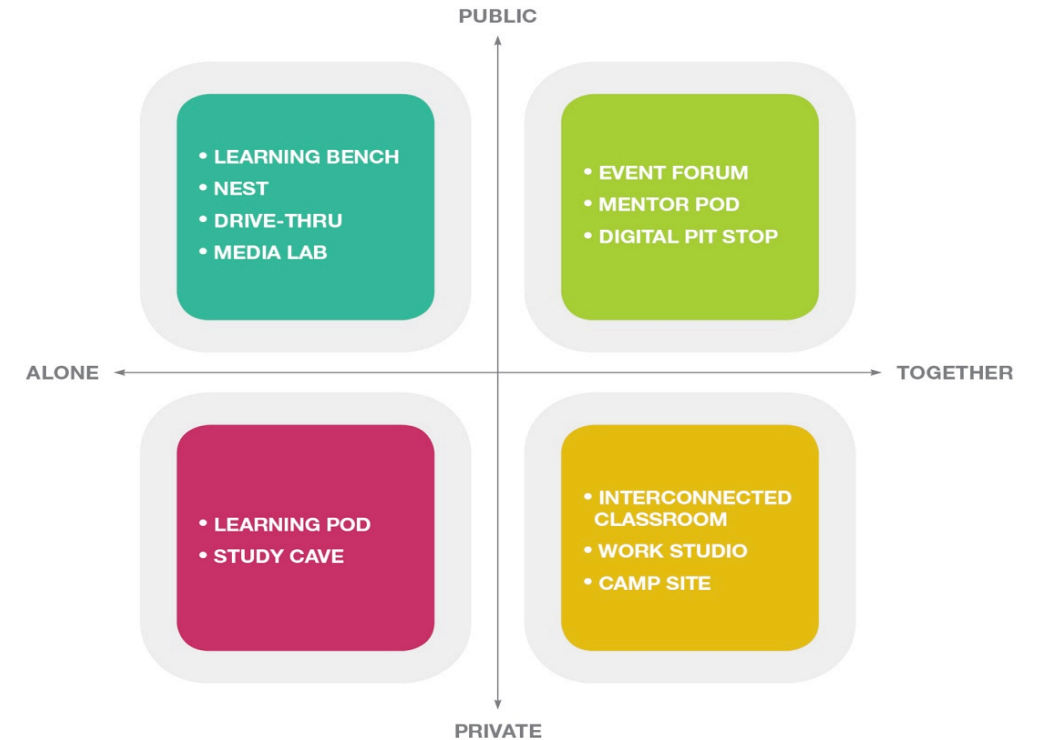 PUBLIC
• LEARNING BENCH
• NEST
• DRIVE-THRU
• MEDIA LAB
• EVENT FORUM
• MENTOR POD
• DIGITAL PIT STOP
ALONE
TOGETHER
• LEARNING POD
• STUDY CAVE
• INTERCONNECTED
CLASSROOM
• WORK STUDIO
• CAMP SITE
PRIVATE